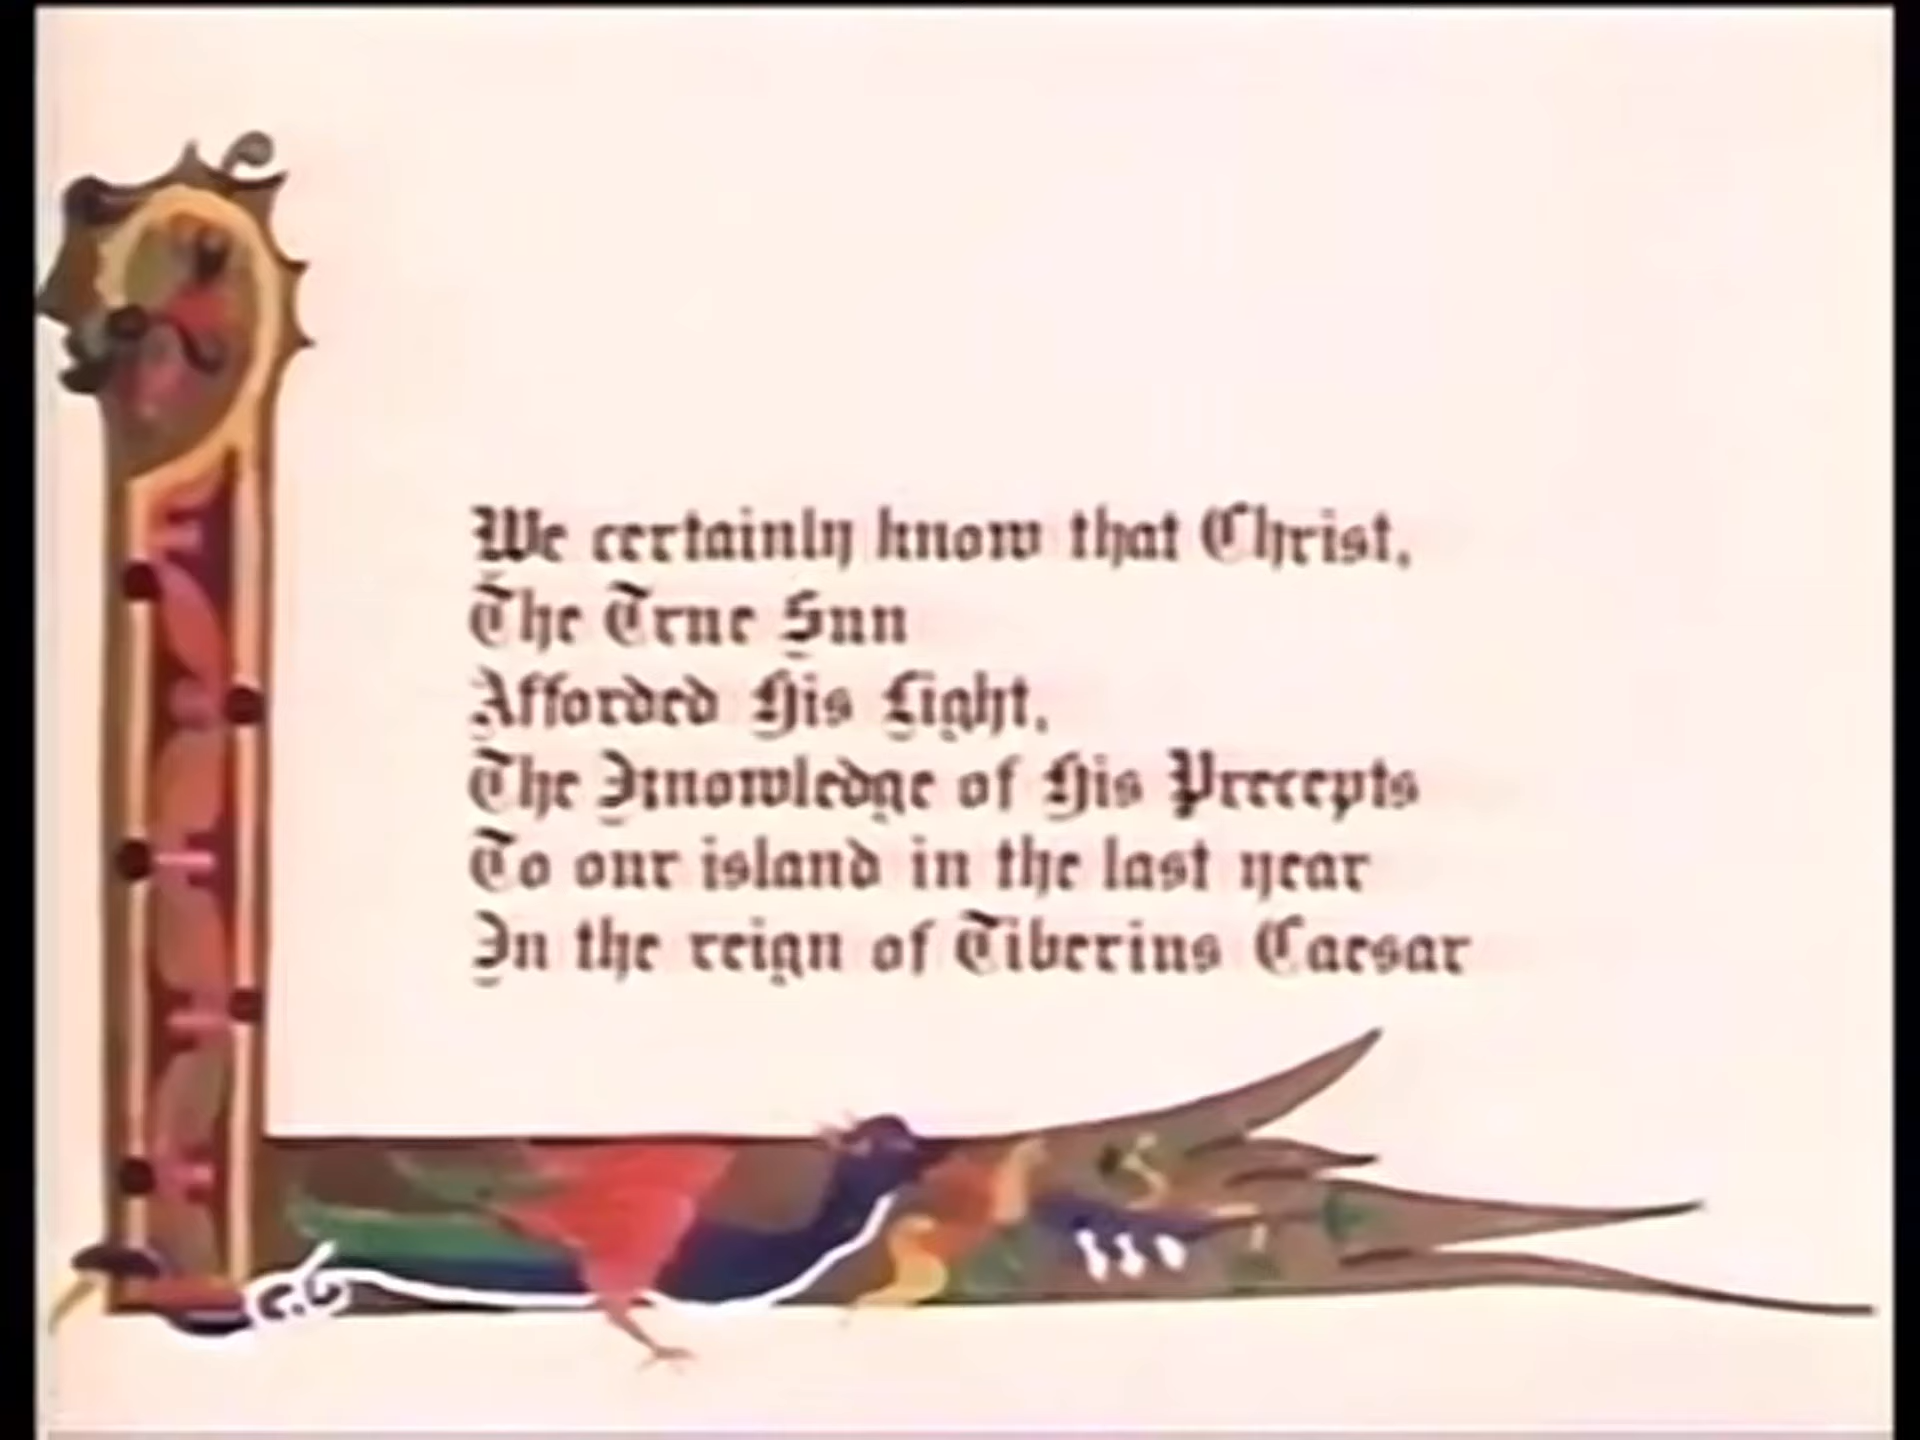 We certainly know that Christ,
The True Sun
Afforded His Light,
The Knowledge of His Precepts
To our island in the last year
In the reign of Tiberius Caesar